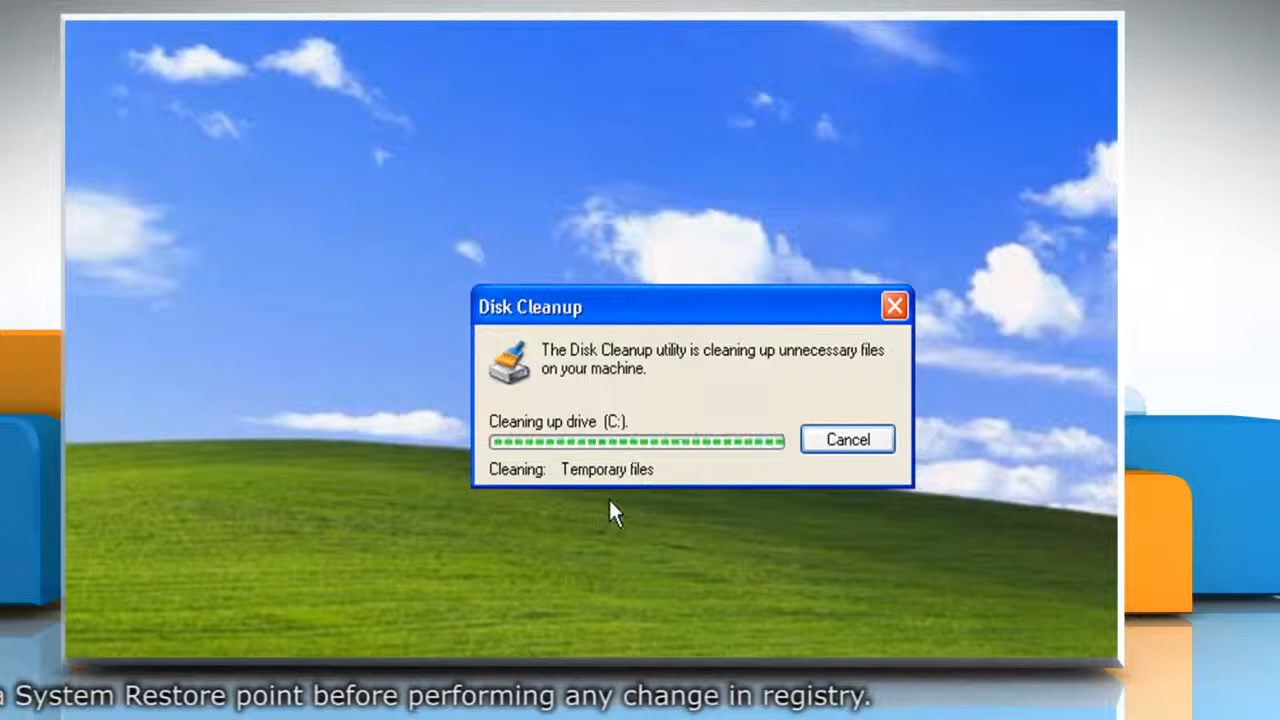 Disk Cleanup
The Disk Cleanup utility is cleaning up unnecessary files
on your machine.
Cleaning up drive (C:).
Cancel
Cleaning: Temporary files
a System Restore point before performing any change in registry.